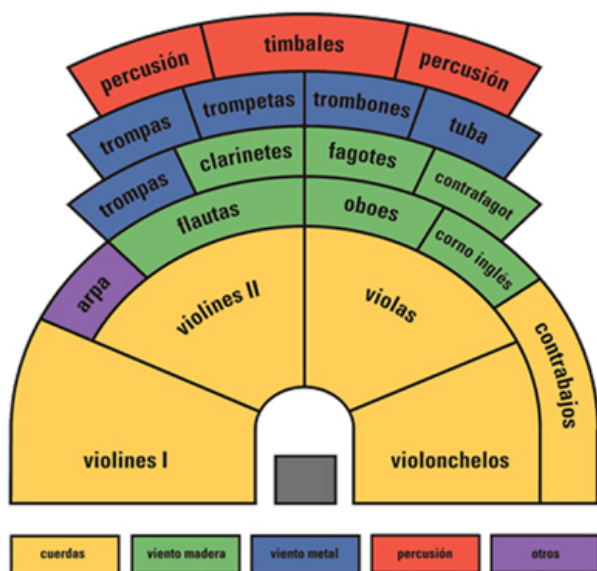 percusión
timbales
percusión
trompas
trompetas
trombones
tuba
trompas
clarinetes
fagotes
contrafagot
flautas
oboes
corno inglés
arpa
violines II
violas
contrabajos
violines I
violonchelos
cuerdas
viento madera
viento metal
percusión
otros